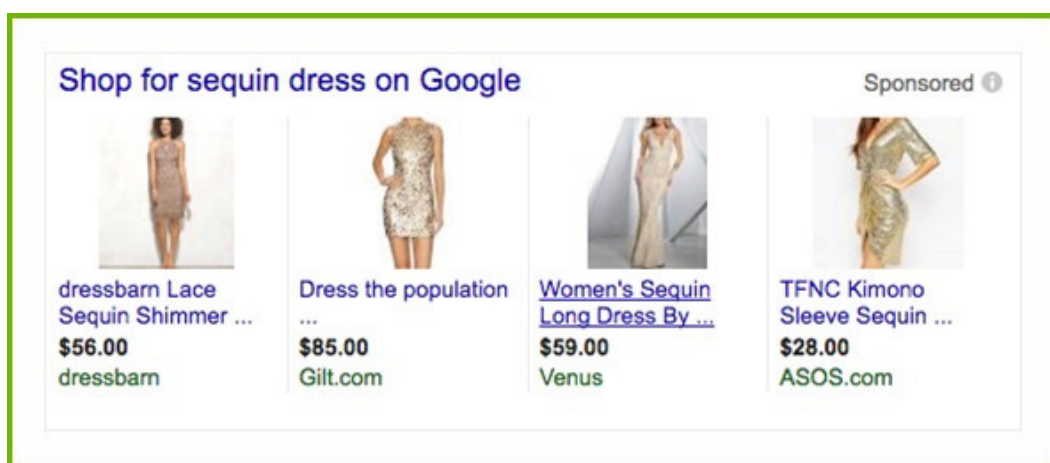 Shop for sequin dress on Google
Sponsored
dressbarn Lace
Sequin Shimmer ...
$56.00
dressbarn
Dress the population
...
$85.00
Gilt.com
Women's Sequin
Long Dress By ...
$59.00
Venus
TFNC Kimono
Sleeve Sequin ...
$28.00
ASOS.com